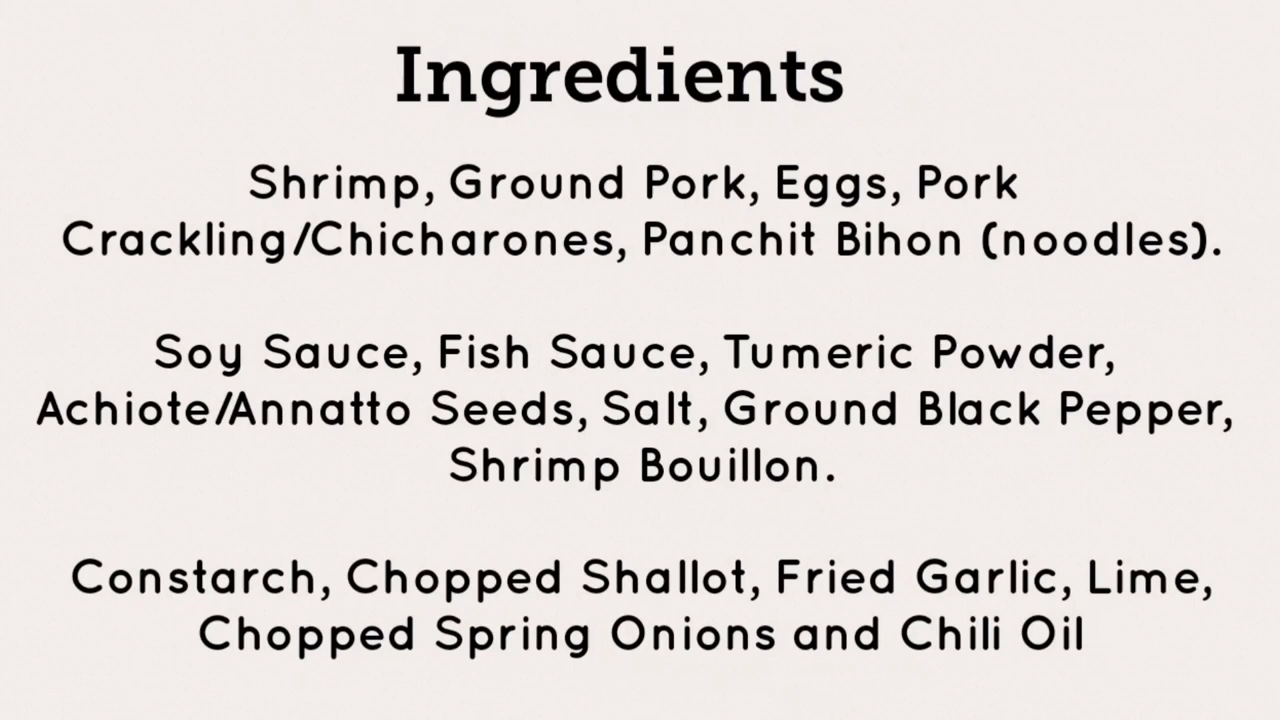 Ingredients
Shrimp, Ground Pork, Eggs, Pork
Crackling/Chicharones, Panchit Bihon (noodles).
Soy Sauce, Fish Sauce, Tumeric Powder,
Achiote/Annatto Seeds, Salt, Ground Black Pepper,
Shrimp Bouillon.
Constarch, Chopped Shallot, Fried Garlic, Lime,
Chopped Spring Onions and Chili Oil